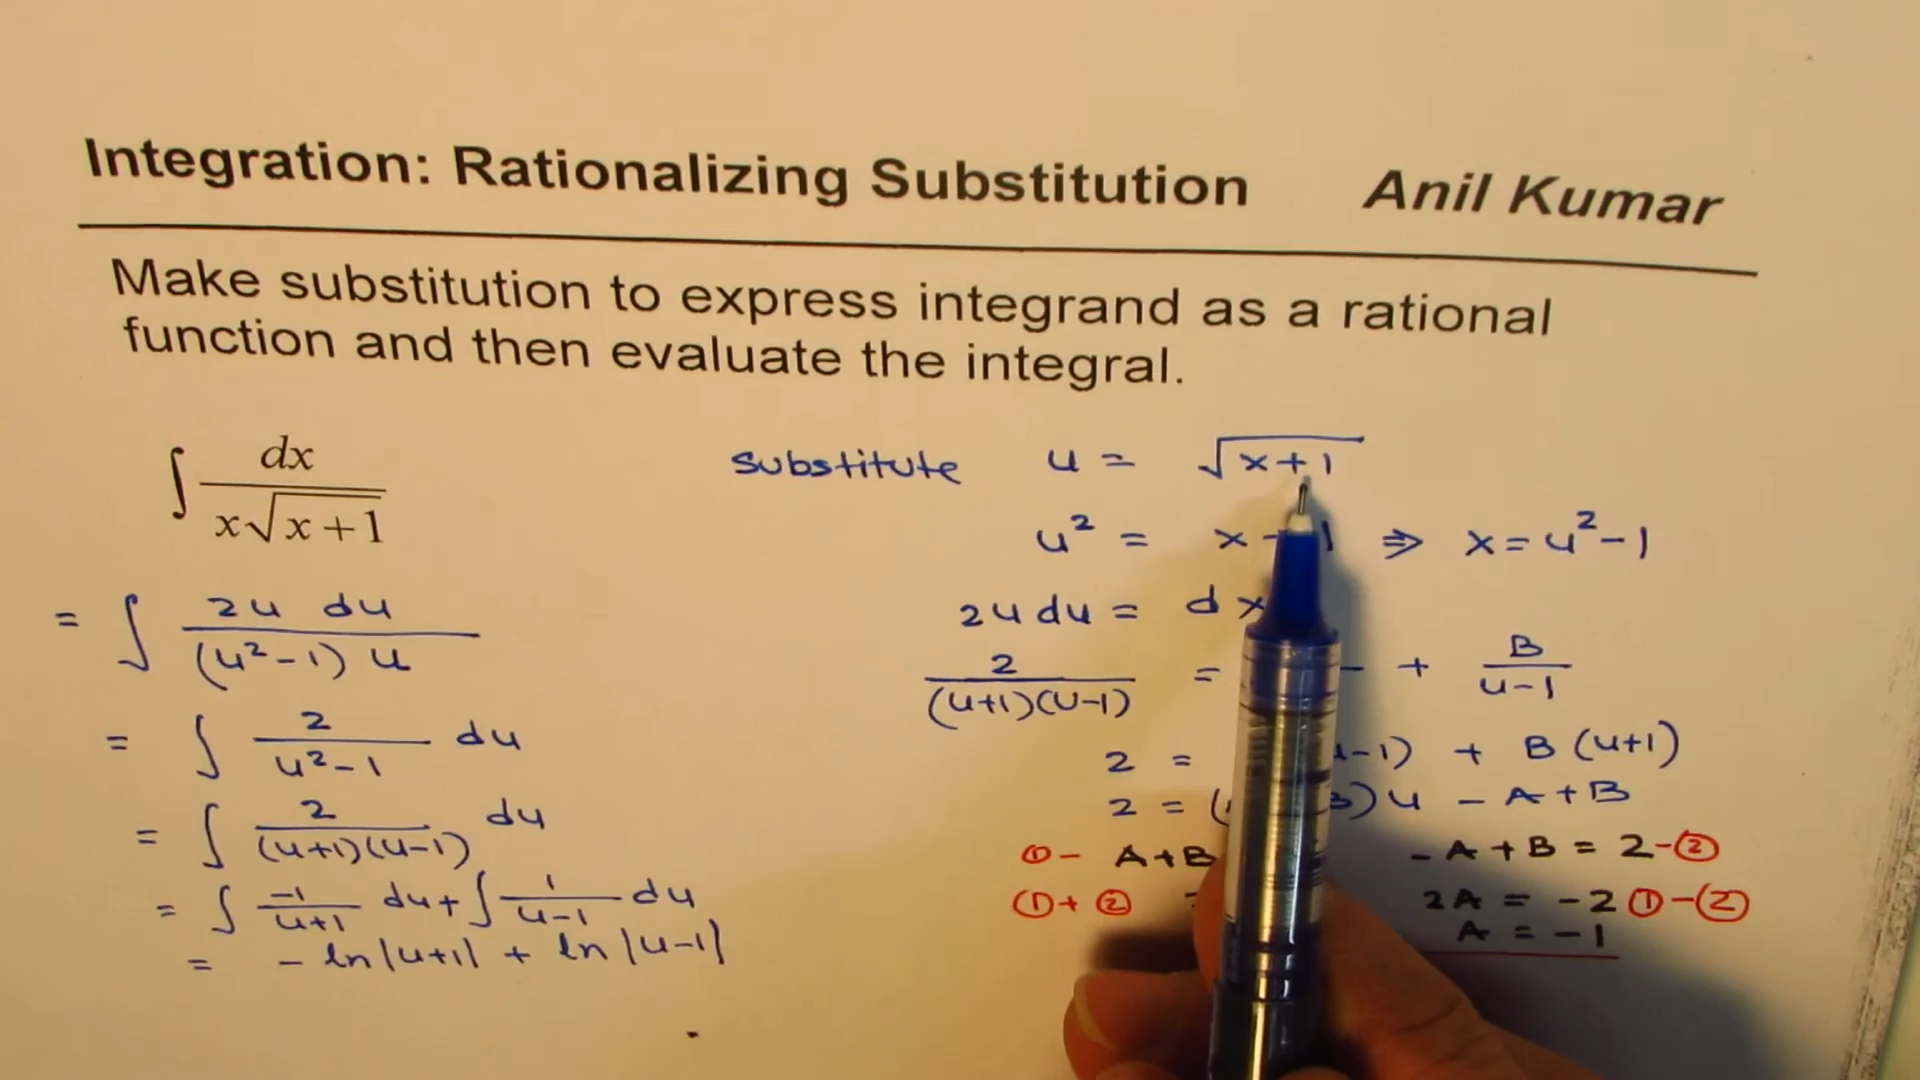 Integration: Rationalizing Substitution Anil Kumar
Make substitution to express integrand as a rational
function and then evaluate the integral.
∫ dx / (x√(x+1))
= ∫ 2u du / ((u²-1) u)
= ∫ 2 / (u²-1) du
= ∫ 2 / ((u+1)(u-1)) du
= ∫ -1/(u+1) du + ∫ 1/(u-1) du
= - ln|u+1| + ln|u-1|
Substitute u = √(x+1)
u² = x+1 ⇒ x = u²-1
2u du = dx
2 / ((u+1)(U-1)) = + B / (u-1)
2 = -1) + B(u+1)
2 = ( B)u - A+B
①- A+B -A+B = 2-②
①+② 2A = -2 ①-②
A = -1